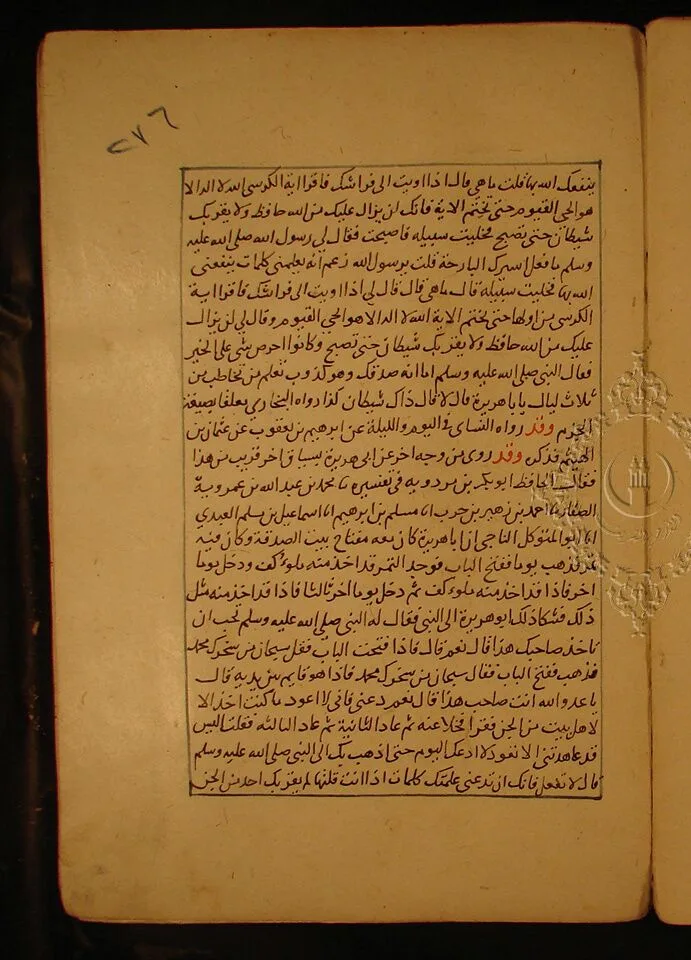 ٢٧٦
ينفعك الله بها قلت ما هي قال اذا اويت الى فراشك فاقرا اية الكرسي الله لا اله الا
هو الحي القيوم حتى تختم الاية فانك لن يزال عليك من الله حافظ ولا يقربك
شيطان حتى تصبح فخليت سبيله فاصبحت فقال لي رسول الله صلى الله عليه
وسلم ما فعل اسيرك البارحة قلت يرسول الله زعم انه يعلمني كلمات ينفعني
الله بها فخليت سبيله قال ما هي قال قال لي اذا اويت الى فراشك فاقرا اية
الكرسي من اولها حتى تختم الاية الله لا اله الا هو الحي القيوم وقال لي لن يزال
عليك من الله حافظ ولا يقربك شيطان حتى تصبح وكانوا احرص شي على الخير
فقال النبي صلى الله عليه وسلم اما انه صدقك وهو كذوب تعلم من تخاطب من
ثلاث ليال يا باهريرة قال لا قال ذاك شيطان كذا رواه البخاري معلقا بصيغة
الجزم وقد رواه النساي في اليوم والليلة عن ابرهيم بن يعقوب عن عثمان بن
الهيثم فذكره وقد روى من وجه اخر عن ابي هريرة بسياق اخر قريب من هذا
فقال الحافظ ابو بكر بن مردويه في تفسيره ثنا محمد بن عبد الله بن عمرويه
الصفار ثنا احمد بن زهير بن حرب انا مسلم بن ابرهيم انا اسماعيل بن مسلم العبدي
انا ابو المتوكل الناجي ان اباهريرة كان معه مفتاح بيت الصدقة وكان فيه
تمر فذهب يوما ففتح الباب فوجد التمر قد اخذ منه ملوء كف ودخل يوما
اخر فاذا قد اخذ منه ملوء كف ثم دخل يوما اخر ثالثا فاذا قد اخذ منه مثل
ذلك فشكا ذلك ابو هريرة الى النبي فقال له النبي صلى الله عليه وسلم تحب ان
تاخذ صاحبك هذا قال نعم قال فاذا فتحت الباب فقل سبحان من سخرك محمد
فذهب ففتح الباب فقال سبحان من سخرك محمد فاذا هو قايم بين يديه قال
يا عدو الله انت صاحب هذا قال نعم دعني فاني لا اعود ما كنت اخذ الا
لاهل بيت من الجن فقرا فخلا عنه ثم عاد الثانية ثم عاد الثالثه فقلت اليس
قد عاهدتني الا تعود لا ادعك اليوم حتى اذهب بك الى النبي صلى الله عليه وسلم
قال لا تفعل فانك ان تدعني علمتك كلمات اذا انت قلتها لم يقربك احد من الجن